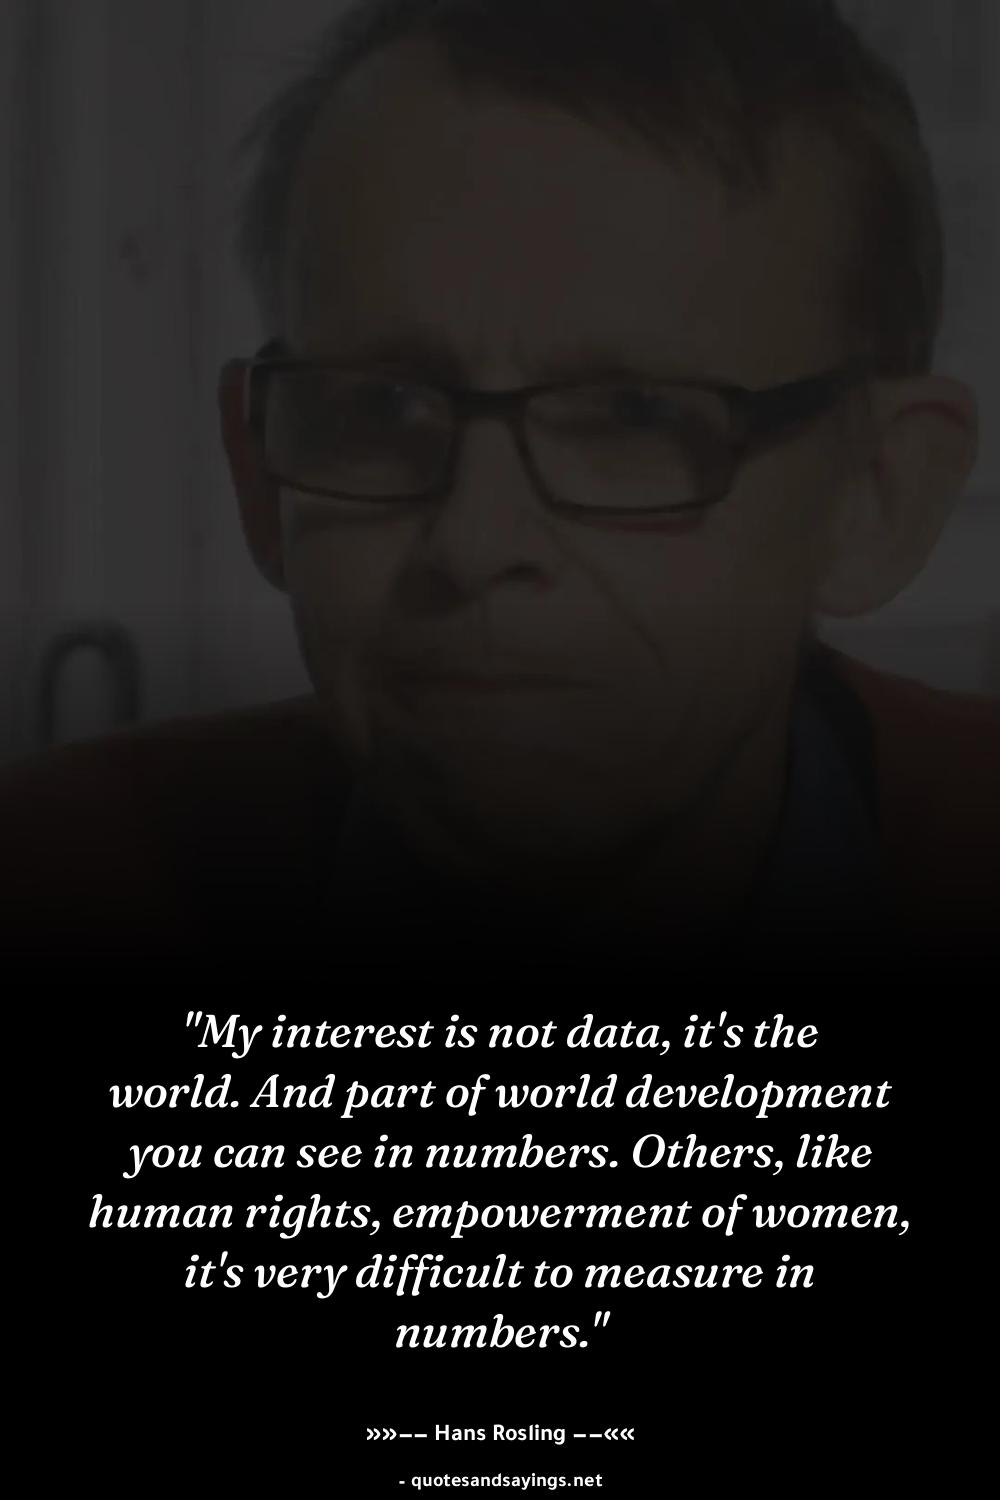 "My interest is not data, it's the
world. And part of world development
you can see in numbers. Others, like
human rights, empowerment of women,
it's very difficult to measure in
numbers."
»»–– Hans Rosling ––««
- quotesandsayings.net